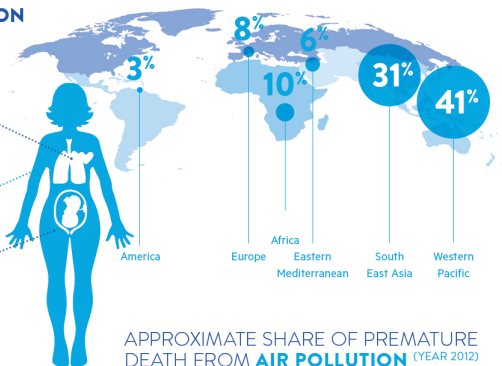 ON
8%
6%
3%
10%
31%
41%
Africa
America
Europe
Eastern
Mediterranean
South
East Asia
Western
Pacific
APPROXIMATE SHARE OF PREMATURE
DEATH FROM AIR POLLUTION (YEAR 2012)